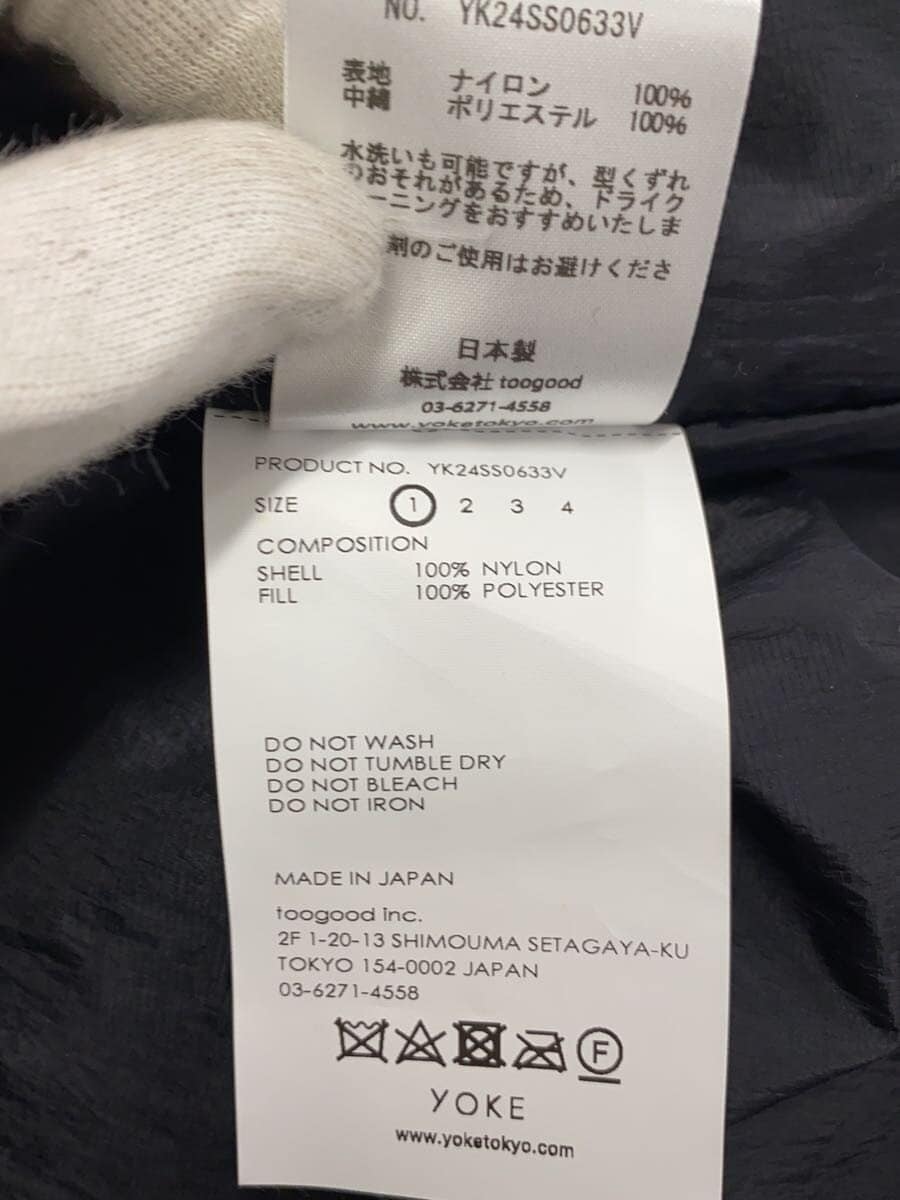 NO. YK24SS0633V
表地 ナイロン 100%
中綿 ポリエステル 100%
水洗いも可能ですが、型くずれ
のおそれがあるため、ドライク
ーニングをおすすめいたしま
剤のご使用はお避けくださ
日本製
株式会社 toogood
03-6271-4558
www.yoketokyo.com
PRODUCT NO. YK24SS0633V
SIZE 1 2 3 4
COMPOSITION
SHELL 100% NYLON
FILL 100% POLYESTER
DO NOT WASH
DO NOT TUMBLE DRY
DO NOT BLEACH
DO NOT IRON
MADE IN JAPAN
toogood Inc.
2F 1-20-13 SHIMOUMA SETAGAYA-KU
TOKYO 154-0002 JAPAN
03-6271-4558
F
YOKE
www.yoketokyo.com